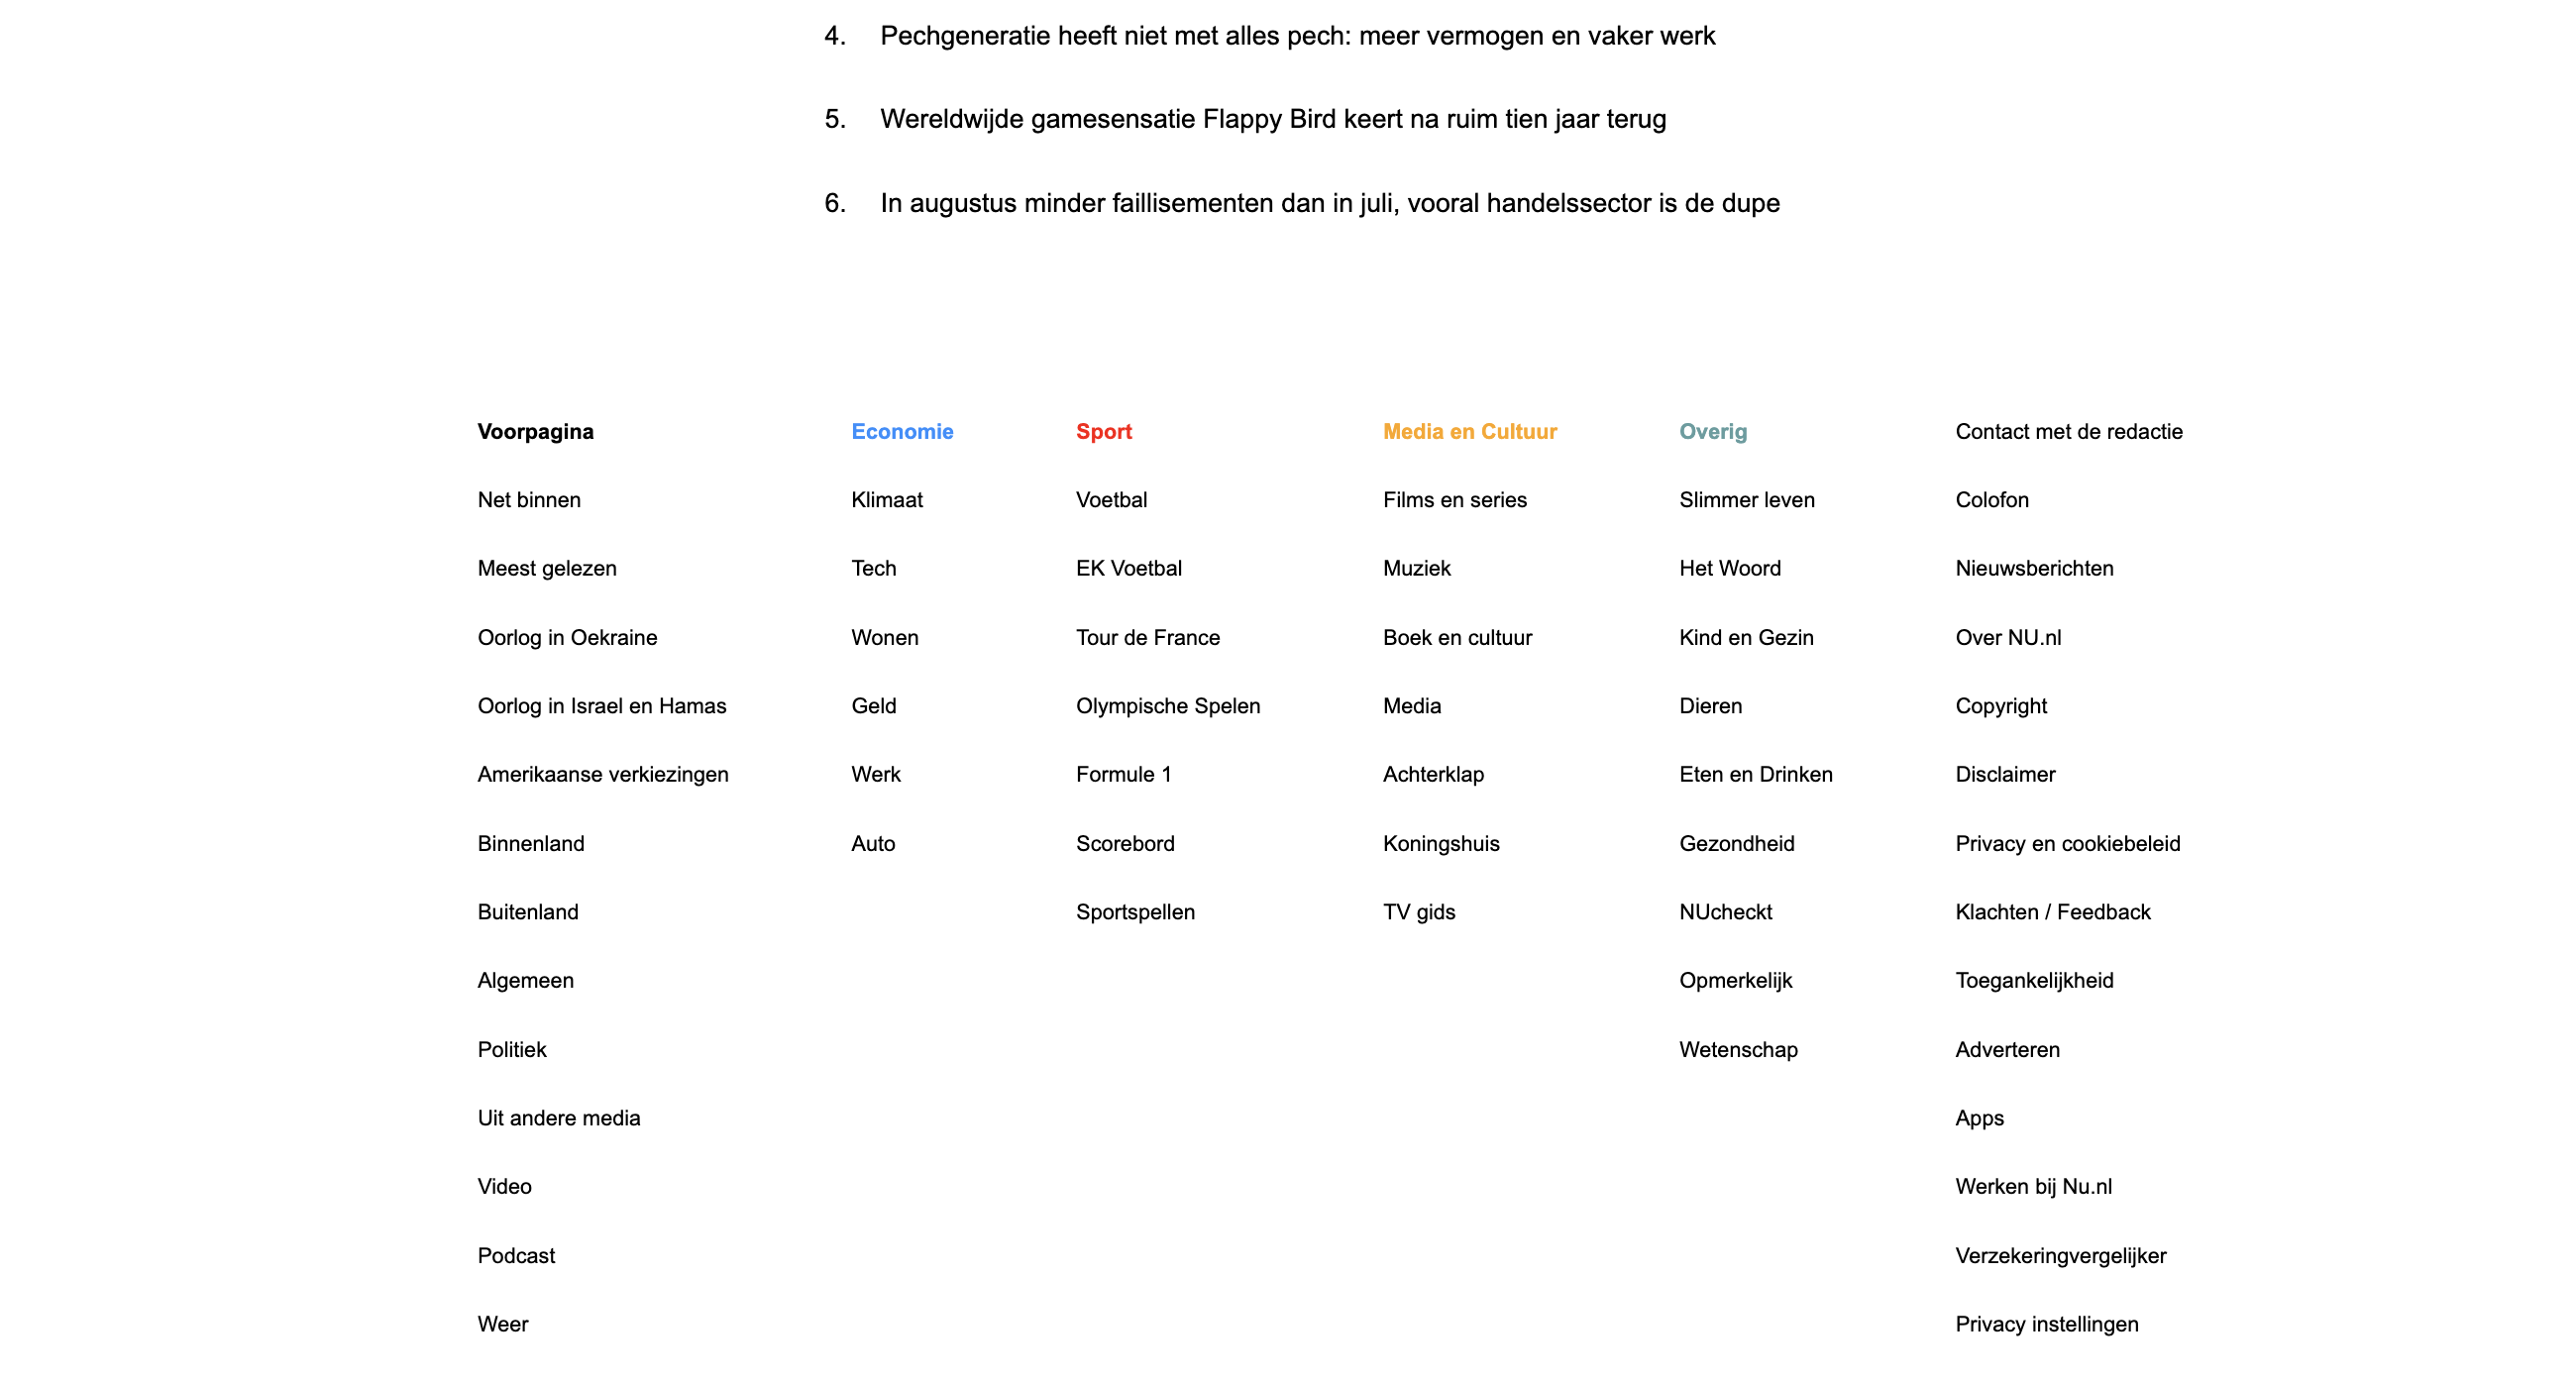 4. Pechgeneratie heeft niet met alles pech: meer vermogen en vaker werk
5. Wereldwijde gamesensatie Flappy Bird keert na ruim tien jaar terug
6. In augustus minder faillisementen dan in juli, vooral handelssector is de dupe
Voorpagina
Net binnen
Meest gelezen
Oorlog in Oekraine
Oorlog in Israel en Hamas
Amerikaanse verkiezingen
Binnenland
Buitenland
Algemeen
Politiek
Uit andere media
Video
Podcast
Weer
Economie
Klimaat
Tech
Wonen
Geld
Werk
Auto
Sport
Voetbal
EK Voetbal
Tour de France
Olympische Spelen
Formule 1
Scorebord
Sportspellen
Media en Cultuur
Films en series
Muziek
Boek en cultuur
Media
Achterklap
Koningshuis
TV gids
Overig
Slimmer leven
Het Woord
Kind en Gezin
Dieren
Eten en Drinken
Gezondheid
NUcheckt
Opmerkelijk
Wetenschap
Contact met de redactie
Colofon
Nieuwsberichten
Over NU.nl
Copyright
Disclaimer
Privacy en cookiebeleid
Klachten / Feedback
Toegankelijkheid
Adverteren
Apps
Werken bij Nu.nl
Verzekeringvergelijker
Privacy instellingen